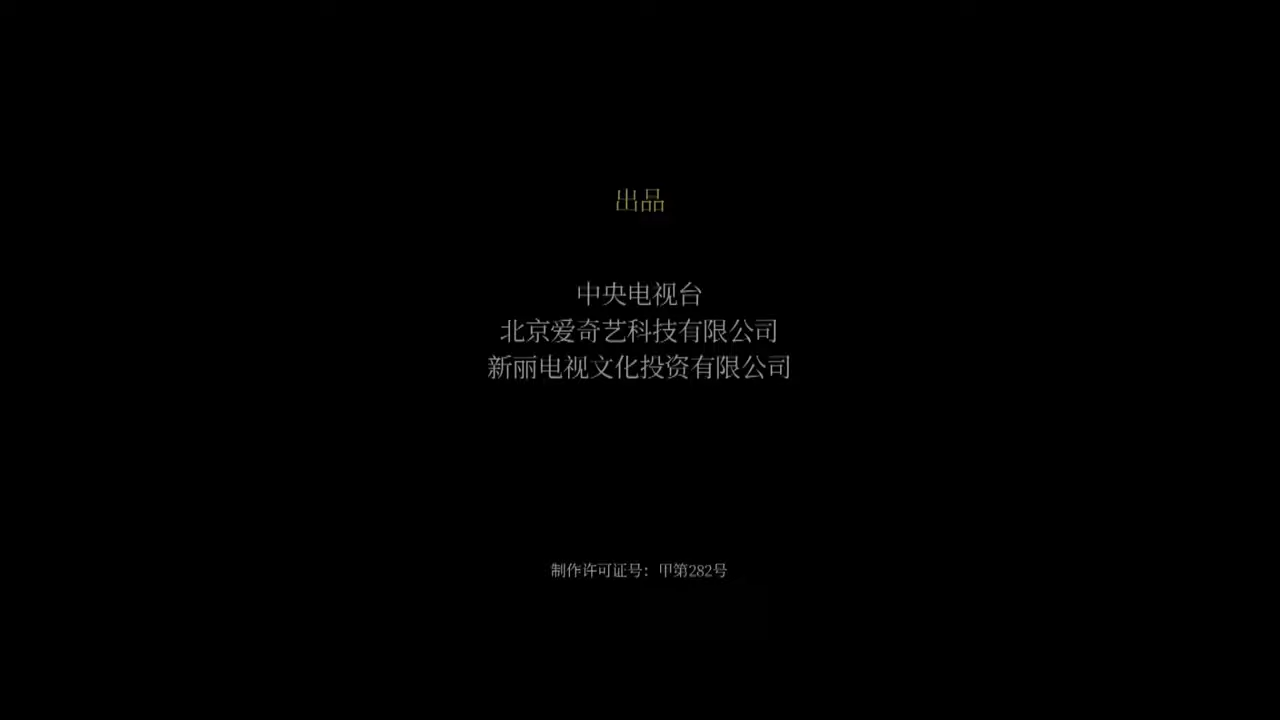 出品
中央电视台
北京爱奇艺科技有限公司
新丽电视文化投资有限公司
制作许可证号：甲第282号